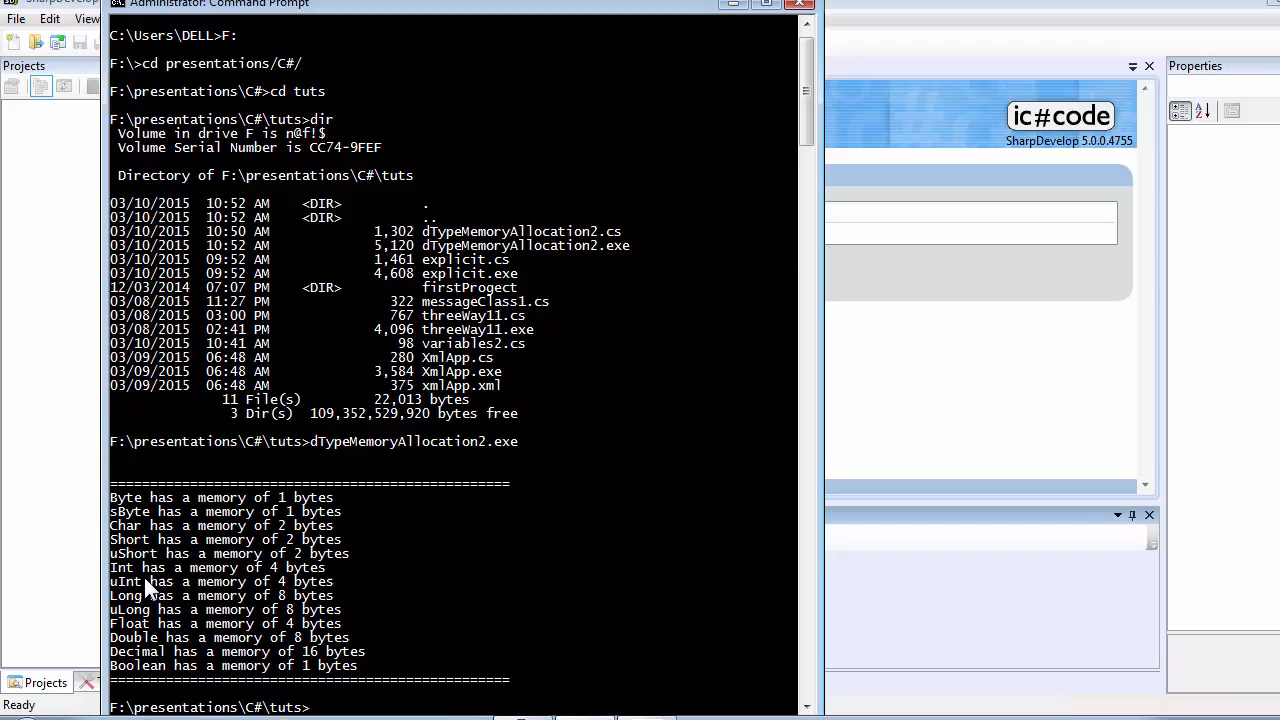 SharpDevelop
Administrator: Command Prompt
File Edit View
Projects
C:\Users\DELL>F:
F:\>cd presentations/C#/
F:\presentations\C#>cd tuts
F:\presentations\C#\tuts>dir
Volume in drive F is n@f!$
Volume Serial Number is CC74-9FEF
Directory of F:\presentations\C#\tuts
03/10/2015 10:52 AM <DIR> .
03/10/2015 10:52 AM <DIR> ..
03/10/2015 10:50 AM 1,302 dTypeMemoryAllocation2.cs
03/10/2015 10:52 AM 5,120 dTypeMemoryAllocation2.exe
03/10/2015 09:52 AM 1,461 explicit.cs
03/10/2015 09:52 AM 4,608 explicit.exe
12/03/2014 07:07 PM <DIR> firstProgect
03/08/2015 11:27 PM 322 messageClass1.cs
03/08/2015 03:00 PM 767 threeWay11.cs
03/08/2015 02:41 PM 4,096 threeWay11.exe
03/10/2015 10:41 AM 98 variables2.cs
03/09/2015 06:48 AM 280 XmlApp.cs
03/09/2015 06:48 AM 3,584 XmlApp.exe
03/09/2015 06:48 AM 375 xmlApp.xml
11 File(s) 22,013 bytes
3 Dir(s) 109,352,529,920 bytes free
F:\presentations\C#\tuts>dTypeMemoryAllocation2.exe
==================================================
Byte has a memory of 1 bytes
sByte has a memory of 1 bytes
Char has a memory of 2 bytes
Short has a memory of 2 bytes
uShort has a memory of 2 bytes
Int has a memory of 4 bytes
uInt has a memory of 4 bytes
Long has a memory of 8 bytes
uLong has a memory of 8 bytes
Float has a memory of 4 bytes
Double has a memory of 8 bytes
Decimal has a memory of 16 bytes
Boolean has a memory of 1 bytes
==================================================
F:\presentations\C#\tuts>
ic#code
SharpDevelop 5.0.0.4755
Properties
Projects
Ready